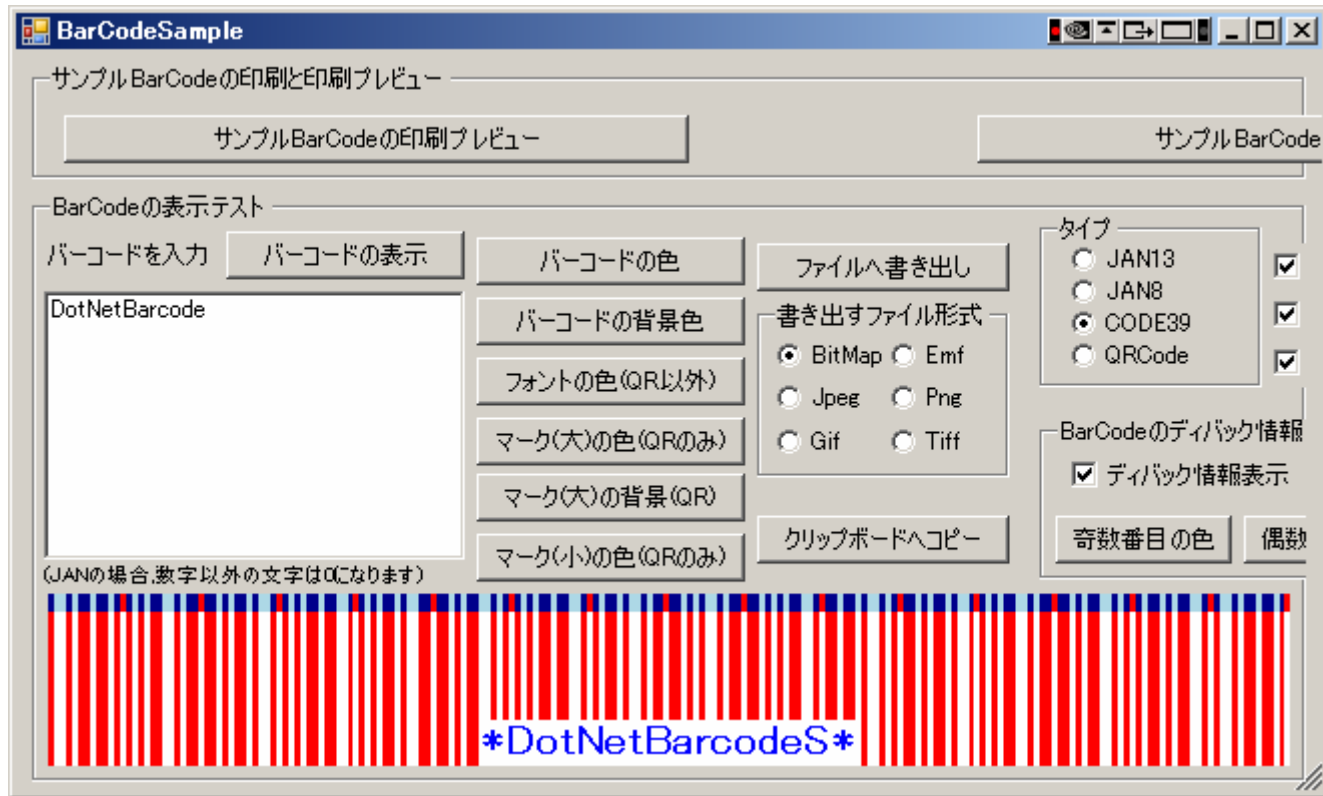 BarCodeSample
サンプルBarCodeの印刷と印刷プレビュー
サンプルBarCodeの印刷プレビュー
サンプルBarCode
BarCodeの表示テスト
バーコードを入力
バーコードの表示
DotNetBarcode
(JANの場合,数字以外の文字は0になります)
バーコードの色
バーコードの背景色
フォントの色(QR以外)
マーク(大)の色(QRのみ)
マーク(大)の背景(QR)
マーク(小)の色(QRのみ)
ファイルへ書き出し
書き出すファイル形式
BitMap Emf
Jpeg Png
Gif Tiff
クリップボードへコピー
タイプ
JAN13
JAN8
CODE39
QRCode
BarCodeのディバック情報
ディバック情報表示
奇数番目の色
偶数
*DotNetBarcodeS*